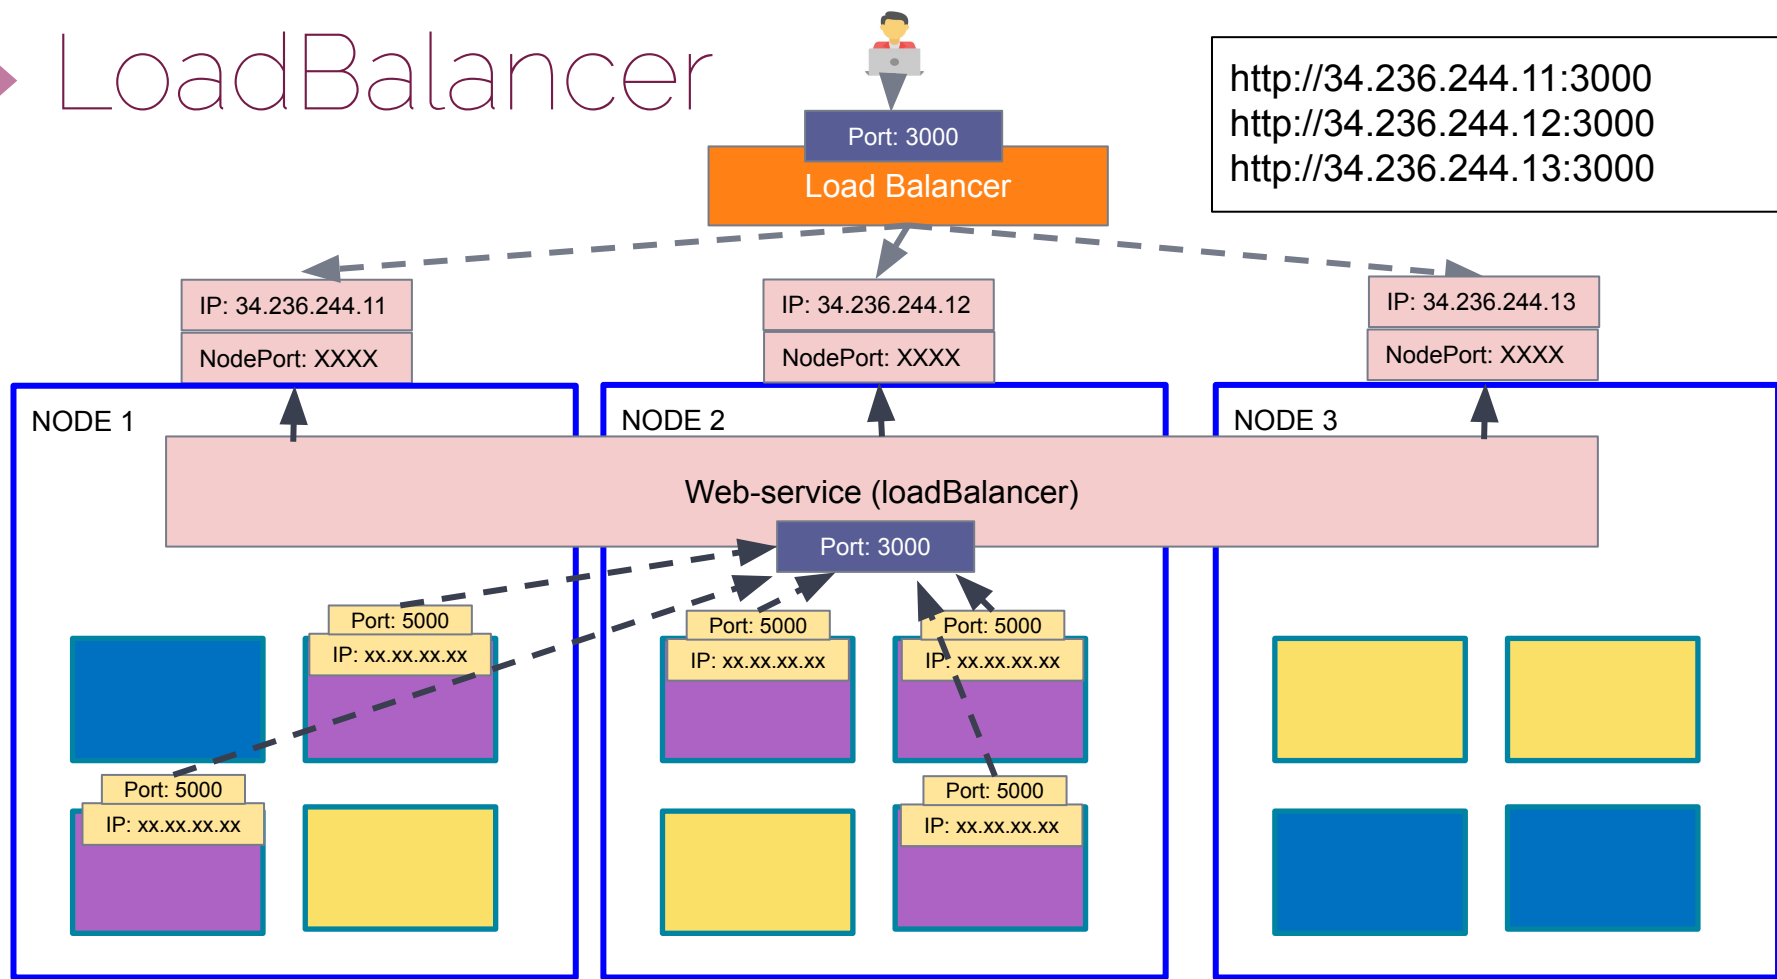 LoadBalancer
http://34.236.244.11:3000
http://34.236.244.12:3000
http://34.236.244.13:3000
Port: 3000
Load Balancer
IP: 34.236.244.11
NodePort: XXXX
IP: 34.236.244.12
NodePort: XXXX
IP: 34.236.244.13
NodePort: XXXX
NODE 1
NODE 2
NODE 3
Web-service (loadBalancer)
Port: 3000
Port: 5000
IP: xx.xx.xx.xx
Port: 5000
IP: xx.xx.xx.xx
Port: 5000
IP: xx.xx.xx.xx
Port: 5000
IP: xx.xx.xx.xx
Port: 5000
IP: xx.xx.xx.xx